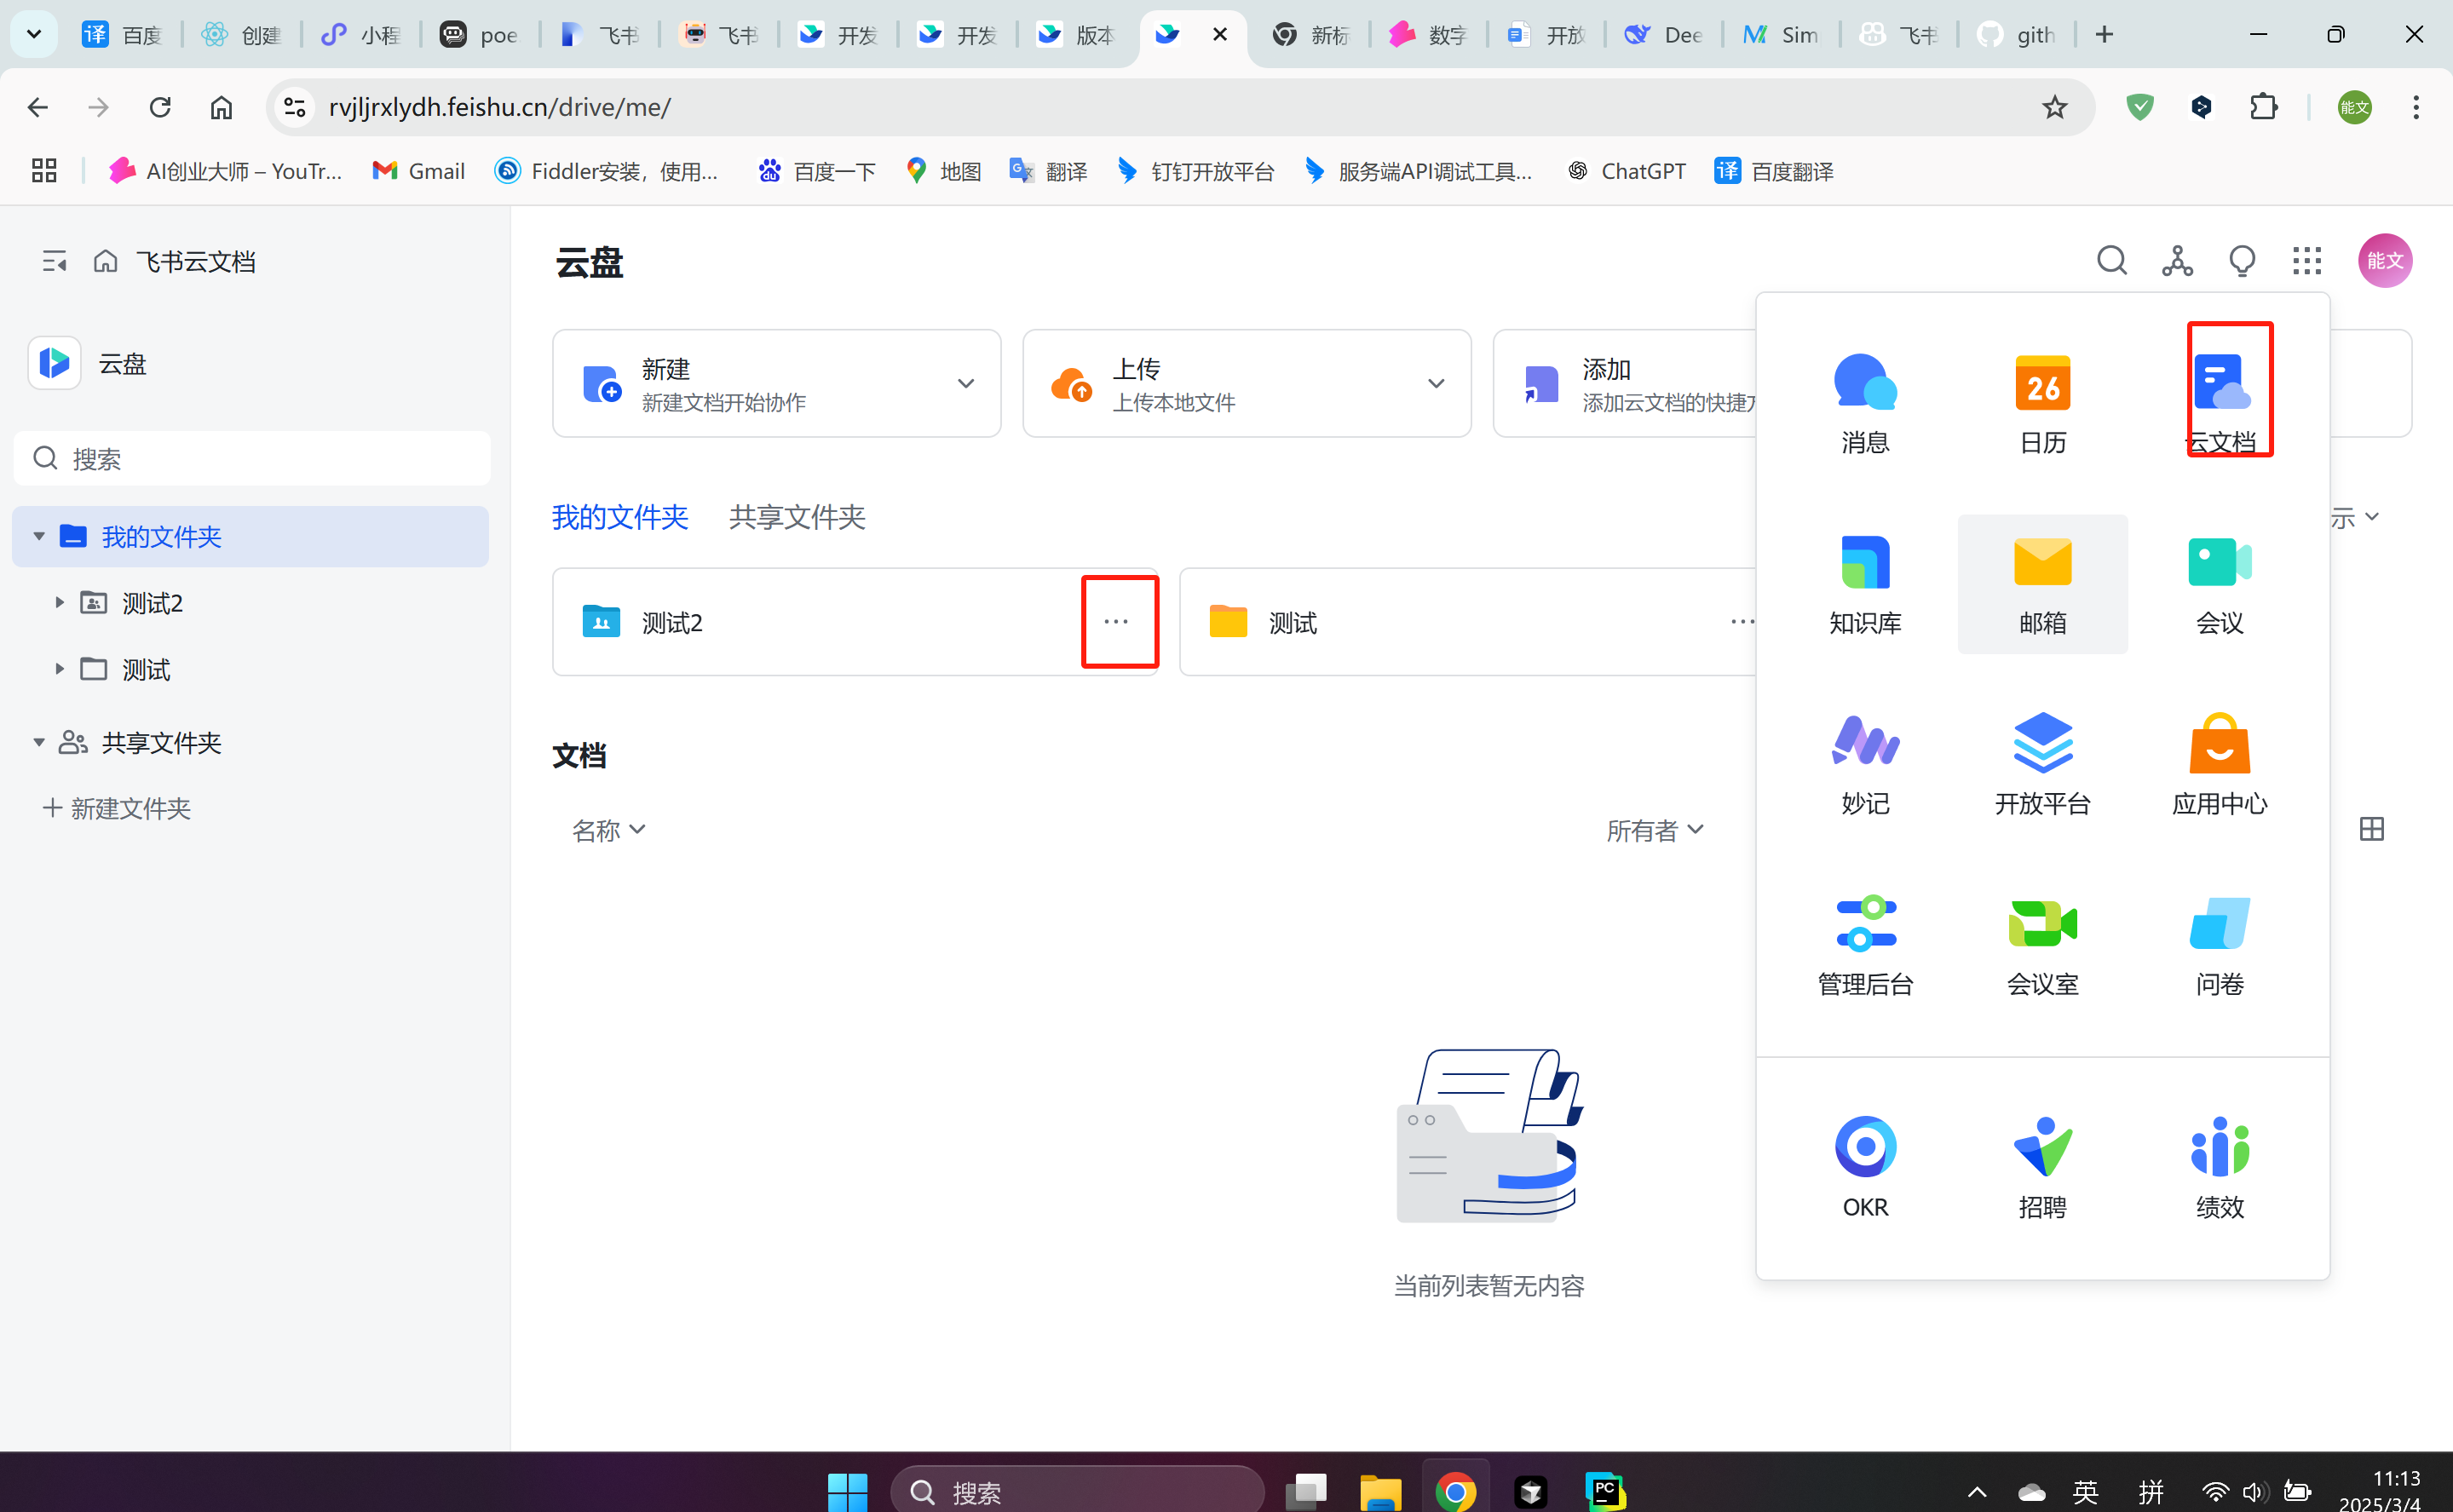 百度
创建
小程
poe
飞书
飞书
开发
开发
版本
新标
数字
开放
Dee
Sim
飞书
gith
rvjljrxlydh.feishu.cn/drive/me/
能文
AI创业大师 – YouTr...
Gmail
Fiddler安装，使用...
百度一下
地图
翻译
钉钉开放平台
服务端API调试工具...
ChatGPT
译
百度翻译
飞书云文档
云盘
能文
云盘
新建
新建文档开始协作
上传
上传本地文件
添加
添加云文档的快捷方
搜索
我的文件夹
测试2
测试
共享文件夹
新建文件夹
我的文件夹
共享文件夹
示
测试2
测试
文档
名称
所有者
当前列表暂无内容
消息
26
日历
云文档
知识库
邮箱
会议
妙记
开放平台
应用中心
管理后台
会议室
问卷
OKR
招聘
绩效
搜索
PC
英
拼
11:13
2025/3/4